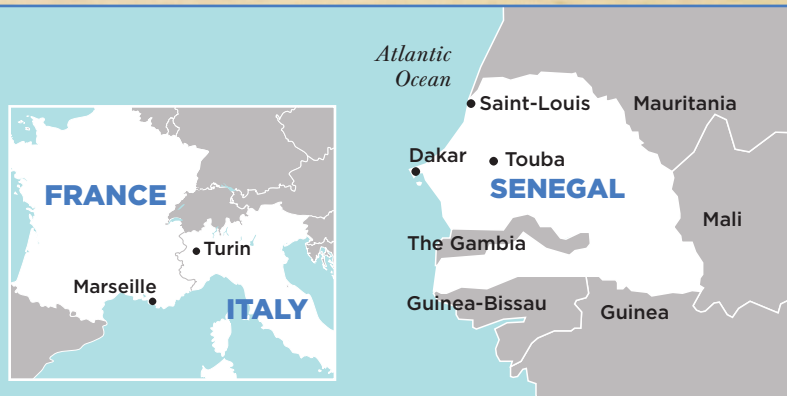 Atlantic
Ocean
Saint-Louis
Mauritania
Dakar
Touba
SENEGAL
Mali
The Gambia
Guinea-Bissau
Guinea
FRANCE
Turin
Marseille
ITALY